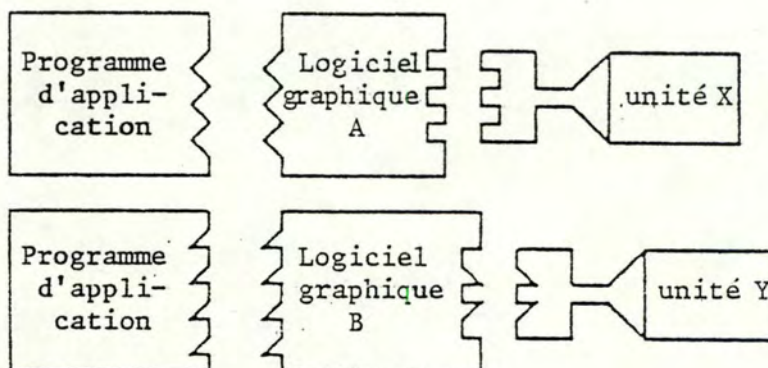 Programme
d'appli-
cation
Logiciel
graphique
A
unité X
Programme
d'appli-
cation
Logiciel
graphique
B
unité Y